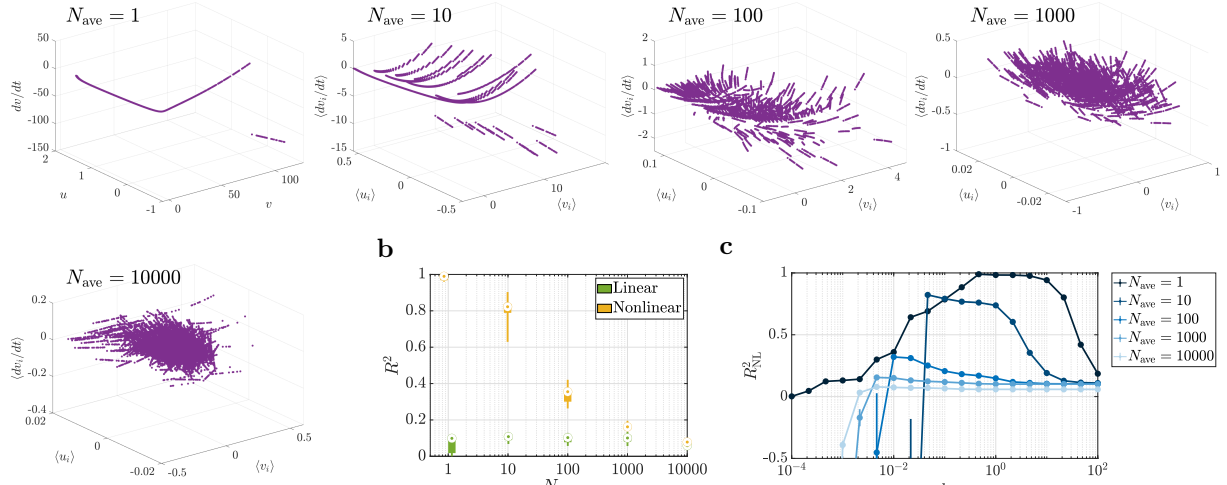 N_ave = 1
50
0
-50
-100
-150
dv/dt
2
1
0
-1
u
0
50
100
v
N_ave = 10
5
0
-5
-10
-15
⟨dv_i/dt⟩
0.5
0
-0.5
⟨u_i⟩
0
10
⟨v_i⟩
N_ave = 100
2
1
0
-1
-2
⟨dv_i/dt⟩
0.1
0
-0.1
⟨u_i⟩
0
2
4
⟨v_i⟩
N_ave = 1000
0.5
0
-0.5
-1
⟨dv_i/dt⟩
0.02
0
-0.02
⟨u_i⟩
-1
0
1
⟨v_i⟩
N_ave = 10000
0.2
0
-0.2
-0.4
⟨dv_i/dt⟩
0.02
0
-0.02
⟨u_i⟩
-0.5
0
0.5
⟨v_i⟩
b
1
0.8
0.6
0.4
0.2
0
R²
1
10
100
1000
10000
Linear
Nonlinear
c
1
0.5
0
-0.5
R²_NL
10⁻⁴
10⁻²
10⁰
10²
N_ave = 1
N_ave = 10
N_ave = 100
N_ave = 1000
N_ave = 10000